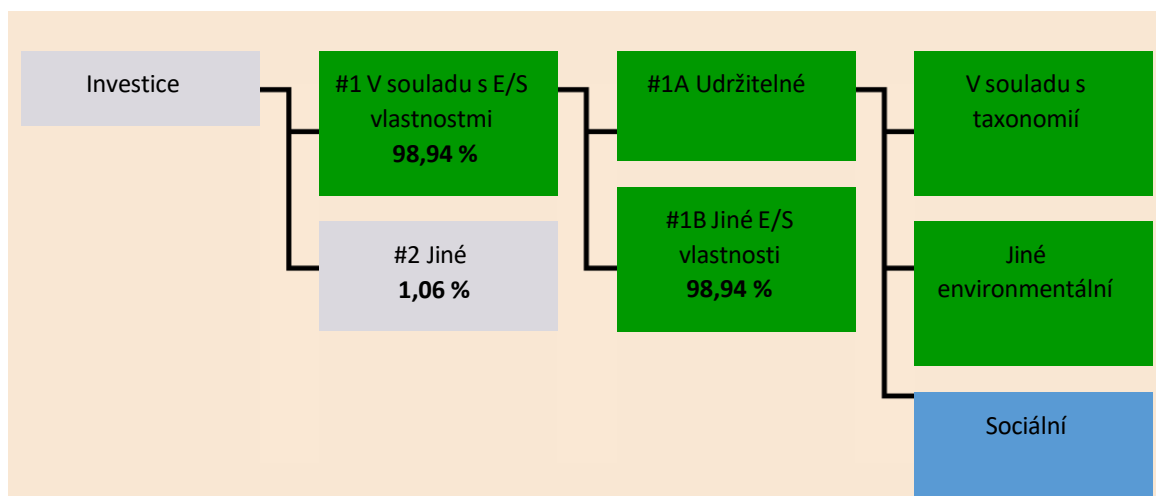 Investice
#1 V souladu s E/S
vlastnostmi
98,94 %
#2 Jiné
1,06 %
#1A Udržitelné
#1B Jiné E/S
vlastnosti
98,94 %
V souladu s
taxonomií
Jiné
environmentální
Sociální